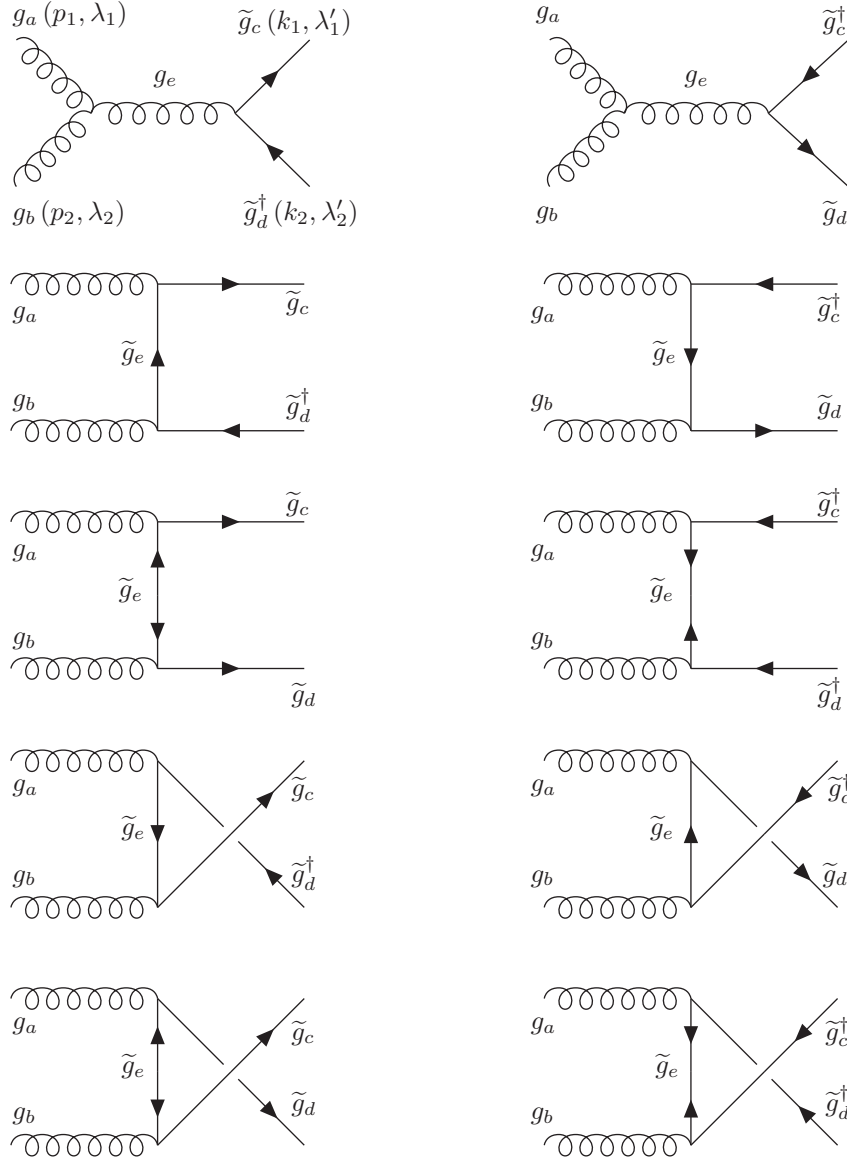 g_a (p_1, λ_1) g̃_c (k_1, λ′_1) g̃_c^†
g_a
g_e g_e
g_b (p_2, λ_2) g̃_d^† (k_2, λ′_2) g_b g̃_d
g_a g̃_c g_a g̃_c^†
g̃_e g̃_e
g_b g̃_d^† g_b g̃_d
g̃_c g̃_c^†
g_a g_a
g̃_e g̃_e
g_b g_b
g̃_d g̃_d^†
g_a g̃_c g_a g̃_c^†
g̃_e g̃_e
g_b g̃_d^† g_b g̃_d
g_a g̃_c g_a g̃_c^†
g̃_e g̃_e
g_b g̃_d g_b g̃_d^†